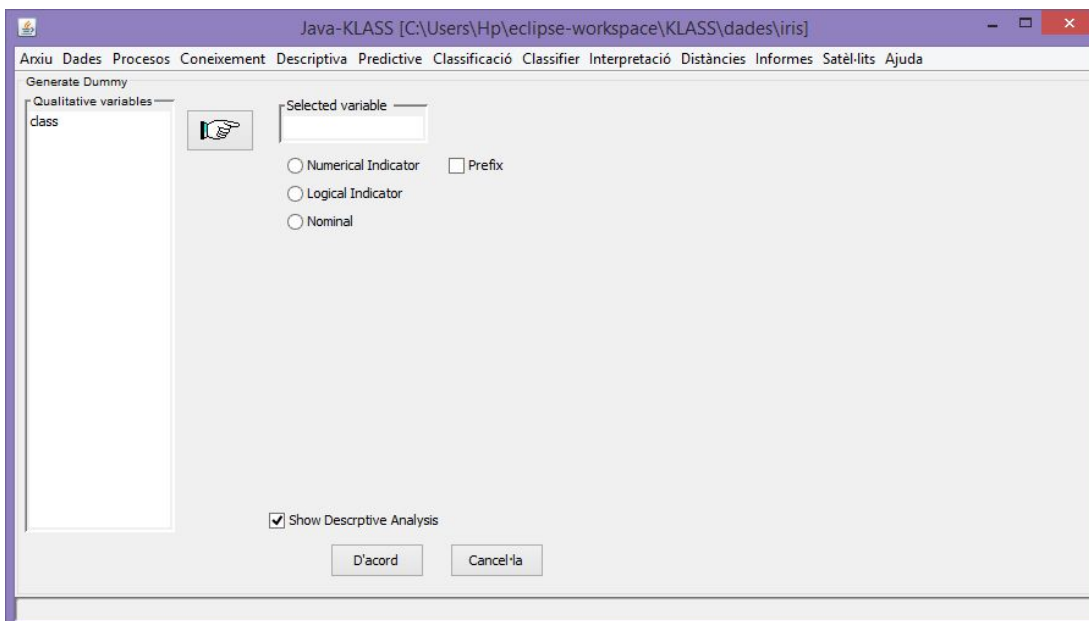 Java-KLASS [C:\Users\Hp\eclipse-workspace\KLASS\dades\iris]
Arxiu Dades Procesos Coneixement Descriptiva Predictive Classificació Classifier Interpretació Distàncies Informes Satèl·lits Ajuda
Generate Dummy
Qualitative variables
class
Selected variable
Numerical Indicator
Prefix
Logical Indicator
Nominal
Show Descrptive Analysis
D'acord
Cancel·la